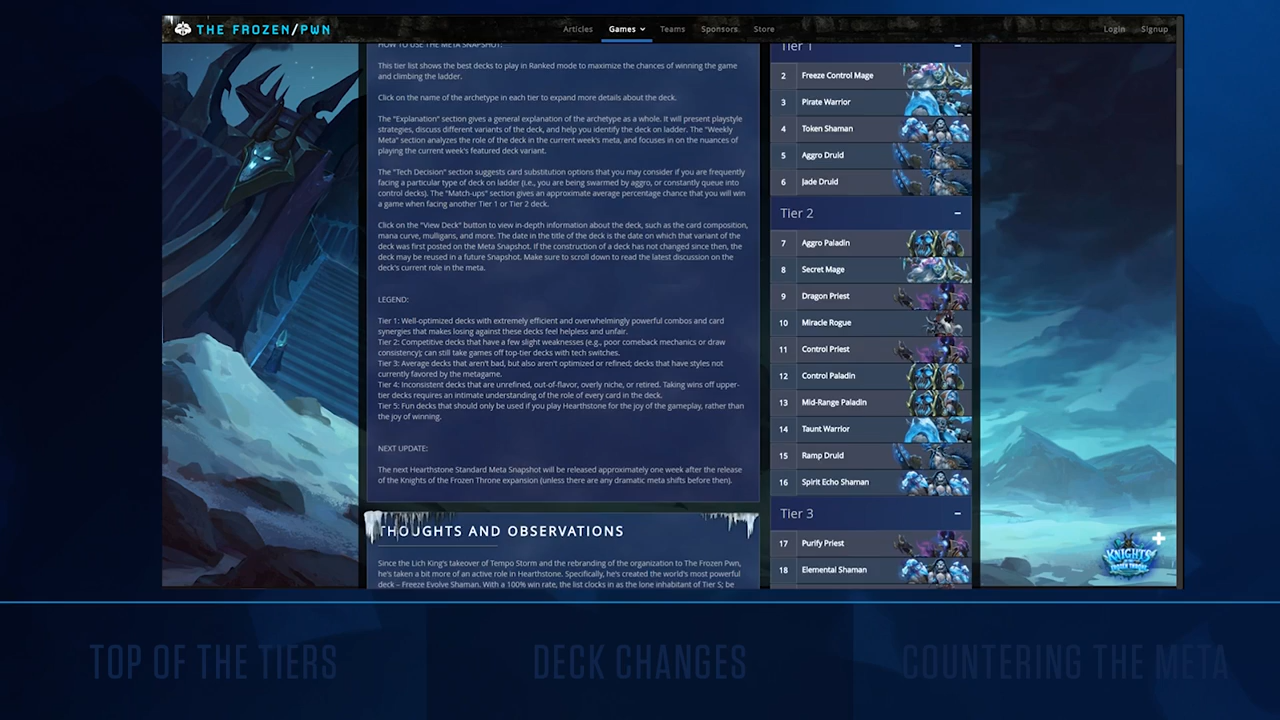 THE FROZEN/PWN
Articles
Games
Teams
Sponsors
Store
Login
Signup
HOW TO USE THE META SNAPSHOT:
This tier list shows the best decks to play in Ranked mode to maximize the chances of winning the game
and climbing the ladder.
Click on the name of the archetype in each tier to expand more details about the deck.
The "Explanation" section gives a general explanation of the archetype as a whole. It will present playstyle
strategies, discuss different variants of the deck, and help you identify the deck on ladder. The "Weekly
Meta" section analyzes the role of the deck in the current week's meta, and focuses in on the nuances of
playing the current week's featured deck variant.
The "Tech Decision" section suggests card substitution options that you may consider if you are frequently
facing a particular type of deck on ladder (i.e., you are being swarmed by aggro, or constantly queue into
control decks). The "Match-ups" section gives an approximate average percentage chance that you will win
a game when facing another Tier 1 or Tier 2 deck.
Click on the "View Deck" button to view in-depth information about the deck, such as the card composition,
mana curve, mulligans, and more. The date in the title of the deck is the date on which that variant of the
deck was first posted on the Meta Snapshot. If the construction of a deck has not changed since then, the
deck may be reused in a future Snapshot. Make sure to scroll down to read the latest discussion on the
deck's current role in the meta.
LEGEND:
Tier 1: Well-optimized decks with extremely efficient and overwhelmingly powerful combos and card
synergies that makes losing against these decks feel helpless and unfair.
Tier 2: Competitive decks that have a few slight weaknesses (e.g., poor comeback mechanics or draw
consistency); can still take games off top-tier decks with tech switches.
Tier 3: Average decks that aren't bad, but also aren't optimized or refined; decks that have styles not
currently favored by the metagame.
Tier 4: Inconsistent decks that are unrefined, out-of-flavor, overly niche, or retired. Taking wins off upper-
tier decks requires an intimate understanding of the role of every card in the deck.
Tier 5: Fun decks that should only be used if you play Hearthstone for the joy of the gameplay, rather than
the joy of winning.
NEXT UPDATE:
The next Hearthstone Standard Meta Snapshot will be released approximately one week after the release
of the Knights of the Frozen Throne expansion (unless there are any dramatic meta shifts before then).
THOUGHTS AND OBSERVATIONS
Since the Lich King's takeover of Tempo Storm and the rebranding of the organization to The Frozen Pwn,
he's taken a bit more of an active role in Hearthstone. Specifically, he's created the world's most powerful
deck – Freeze Evolve Shaman. With a 100% win rate, the list clocks in as the lone inhabitant of Tier S; be
Tier 1 –
2 Freeze Control Mage
3 Pirate Warrior
4 Token Shaman
5 Aggro Druid
6 Jade Druid
Tier 2 –
7 Aggro Paladin
8 Secret Mage
9 Dragon Priest
10 Miracle Rogue
11 Control Priest
12 Control Paladin
13 Mid-Range Paladin
14 Taunt Warrior
15 Ramp Druid
16 Spirit Echo Shaman
Tier 3 –
17 Purify Priest
18 Elemental Shaman
KNIGHTS
OF THE
FROZEN THRONE
TOP OF THE TIERS
DECK CHANGES
COUNTERING THE META